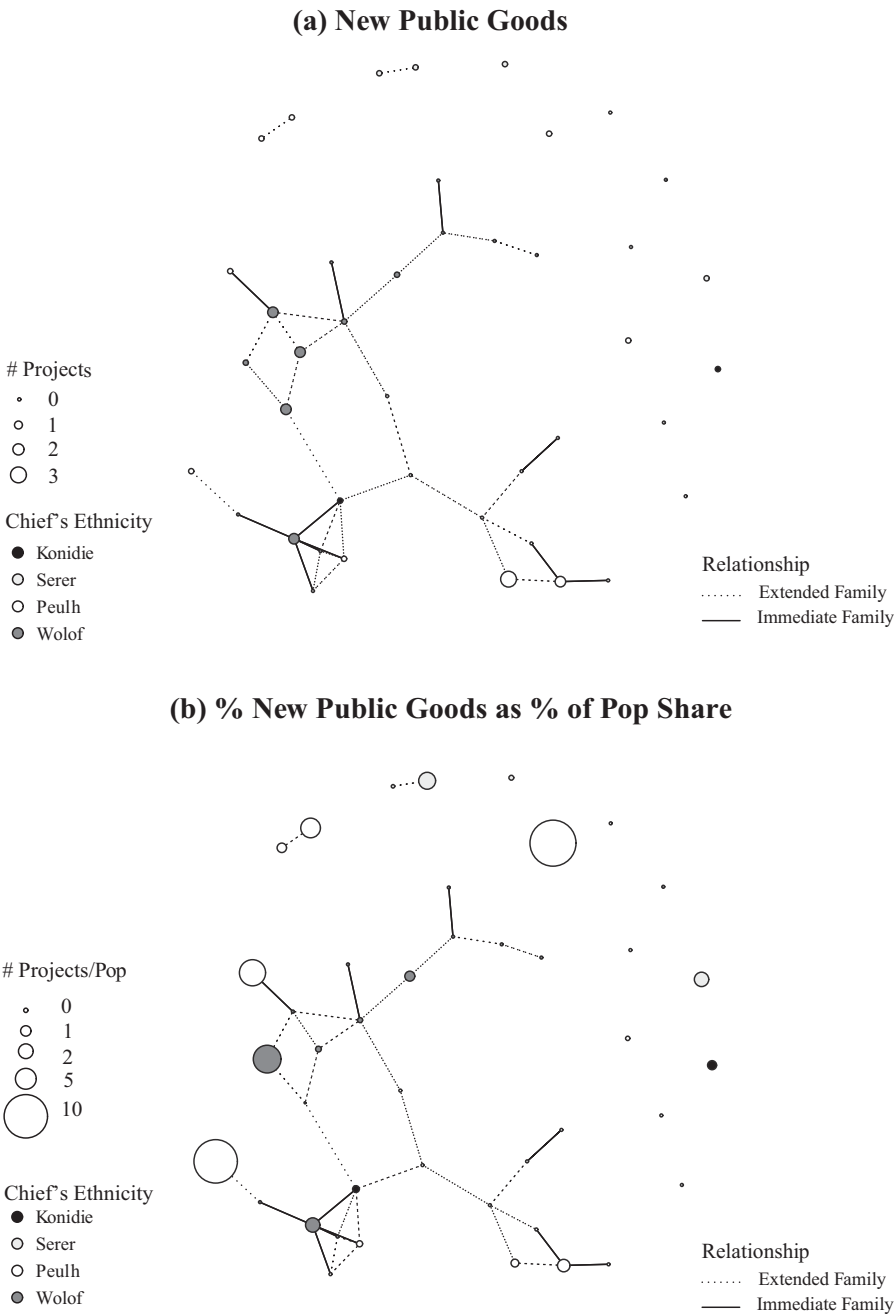 (a) New Public Goods
# Projects
0
1
2
3
Chief's Ethnicity
Konidie
Serer
Peulh
Wolof
Relationship
Extended Family
Immediate Family
(b) % New Public Goods as % of Pop Share
# Projects/Pop
0
1
2
5
10
Chief's Ethnicity
Konidie
Serer
Peulh
Wolof
Relationship
Extended Family
Immediate Family